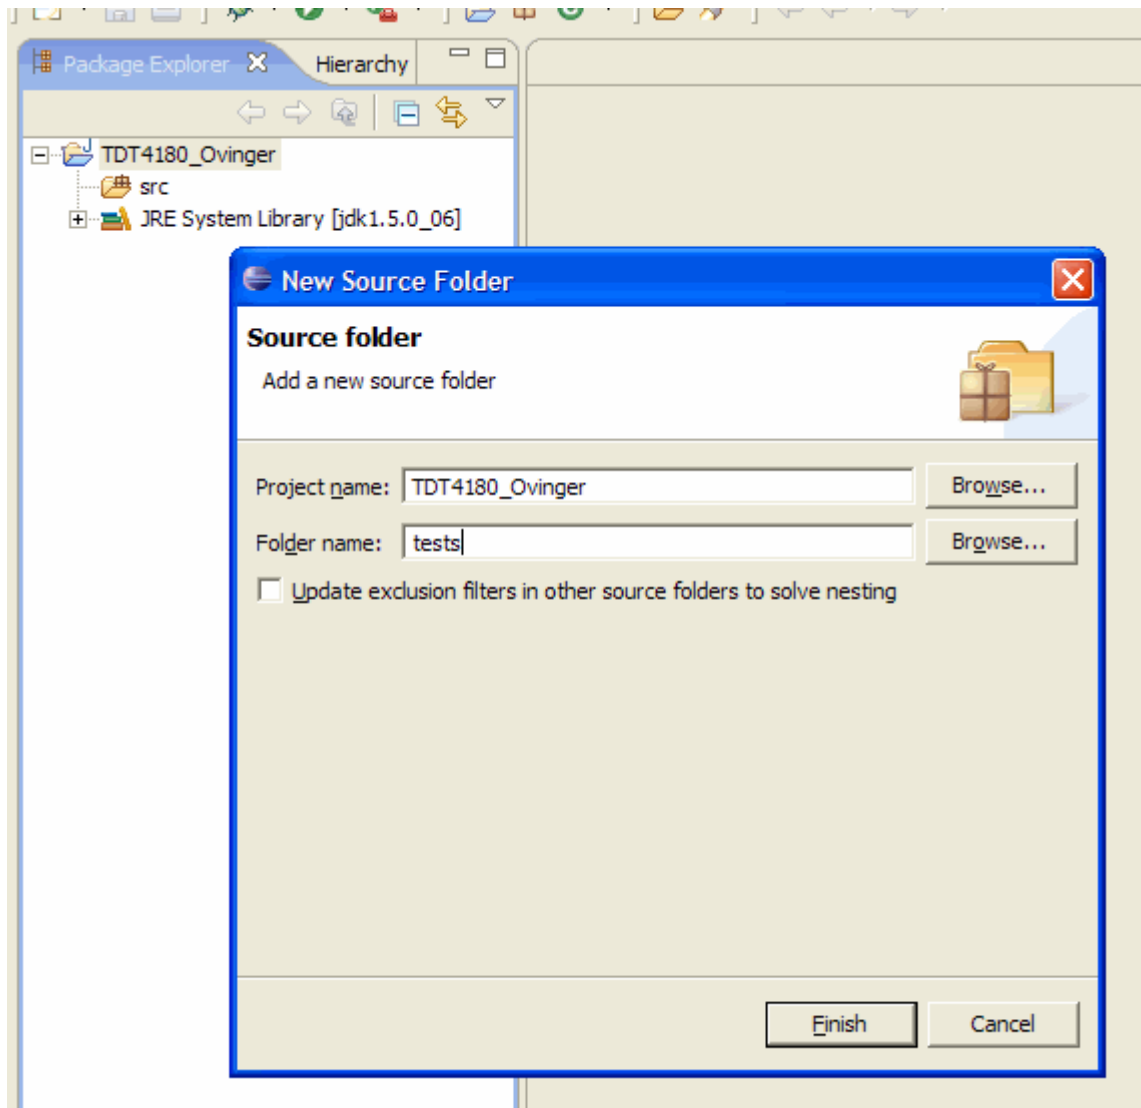 Package Explorer Hierarchy
TDT4180_Ovinger
src
JRE System Library [jdk1.5.0_06]
New Source Folder
Source folder
Add a new source folder
Project name: TDT4180_Ovinger Browse...
Folder name: tests Browse...
Update exclusion filters in other source folders to solve nesting
Finish Cancel